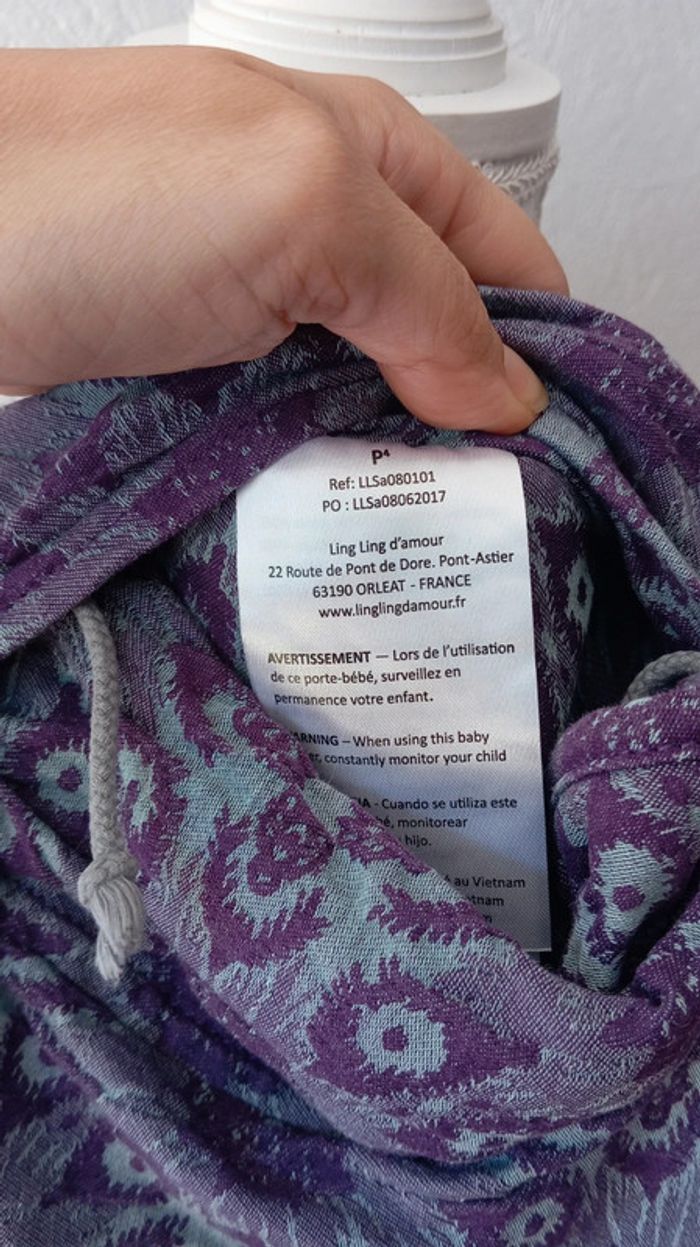 P⁴
Ref: LLSa080101
PO : LLSa08062017
Ling Ling d’amour
22 Route de Pont de Dore. Pont-Astier
63190 ORLEAT - FRANCE
www.linglingdamour.fr
AVERTISSEMENT — Lors de l’utilisation
de ce porte-bébé, surveillez en
permanence votre enfant.
– When using this baby
constantly monitor your child
- Cuando se utiliza este
monitorear
hijo.
au Vietnam